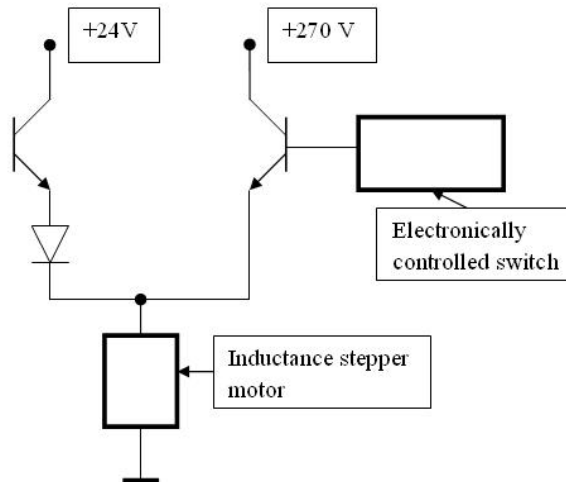 +24V
+270 V
Electronically
controlled switch
Inductance stepper
motor